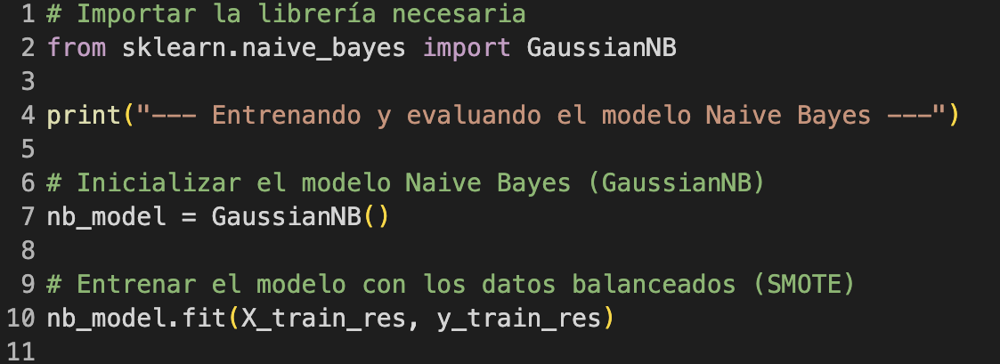 1 # Importar la librería necesaria
2 from sklearn.naive_bayes import GaussianNB
3
4 print("--- Entrenando y evaluando el modelo Naive Bayes ---")
5
6 # Inicializar el modelo Naive Bayes (GaussianNB)
7 nb_model = GaussianNB()
8
9 # Entrenar el modelo con los datos balanceados (SMOTE)
10 nb_model.fit(X_train_res, y_train_res)
11